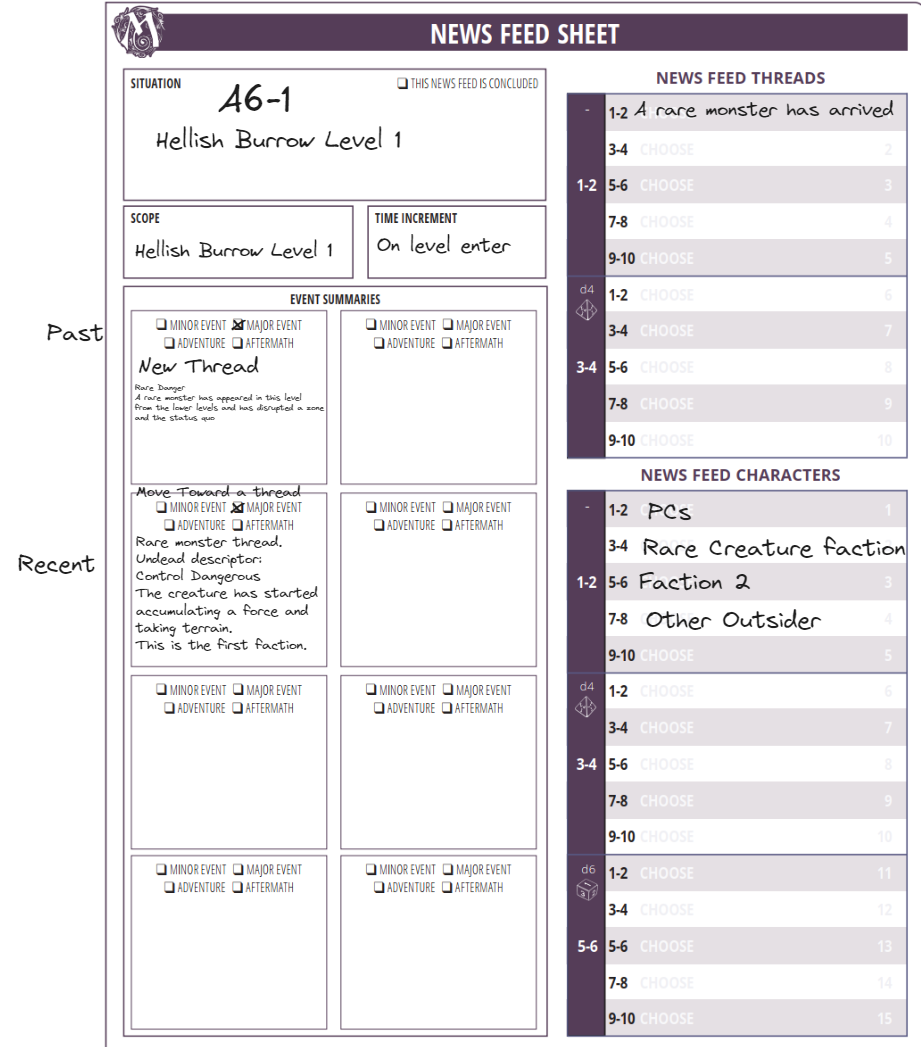 M
NEWS FEED SHEET
SITUATION
THIS NEWS FEED IS CONCLUDED
A6-1
Hellish Burrow Level 1
SCOPE
Hellish Burrow Level 1
TIME INCREMENT
On level enter
EVENT SUMMARIES
Past
MINOR EVENT MAJOR EVENT
ADVENTURE AFTERMATH
New Thread
Rare Danger
A rare monster has appeared in this level
from the lower levels and has disrupted a zone
and the status quo
MINOR EVENT MAJOR EVENT
ADVENTURE AFTERMATH
Recent
Move Toward a thread
MINOR EVENT MAJOR EVENT
ADVENTURE AFTERMATH
Rare monster thread.
Undead descriptor:
Control Dangerous
The creature has started
accumulating a force and
taking terrain.
This is the first faction.
MINOR EVENT MAJOR EVENT
ADVENTURE AFTERMATH
MINOR EVENT MAJOR EVENT
ADVENTURE AFTERMATH
MINOR EVENT MAJOR EVENT
ADVENTURE AFTERMATH
MINOR EVENT MAJOR EVENT
ADVENTURE AFTERMATH
MINOR EVENT MAJOR EVENT
ADVENTURE AFTERMATH
NEWS FEED THREADS
- 1-2 A rare monster has arrived
3-4 CHOOSE 2
1-2 5-6 CHOOSE 3
7-8 CHOOSE 4
9-10 CHOOSE 5
d4 1-2 CHOOSE 6
3-4 CHOOSE 7
3-4 5-6 CHOOSE 8
7-8 CHOOSE 9
9-10 CHOOSE 10
NEWS FEED CHARACTERS
- 1-2 PCs 1
3-4 Rare Creature faction
1-2 5-6 Faction 2 3
7-8 Other Outsider 4
9-10 CHOOSE 5
d4 1-2 CHOOSE 6
3-4 CHOOSE 7
3-4 5-6 CHOOSE 8
7-8 CHOOSE 9
9-10 CHOOSE 10
d6 1-2 CHOOSE 11
3-4 CHOOSE 12
5-6 5-6 CHOOSE 13
7-8 CHOOSE 14
9-10 CHOOSE 15